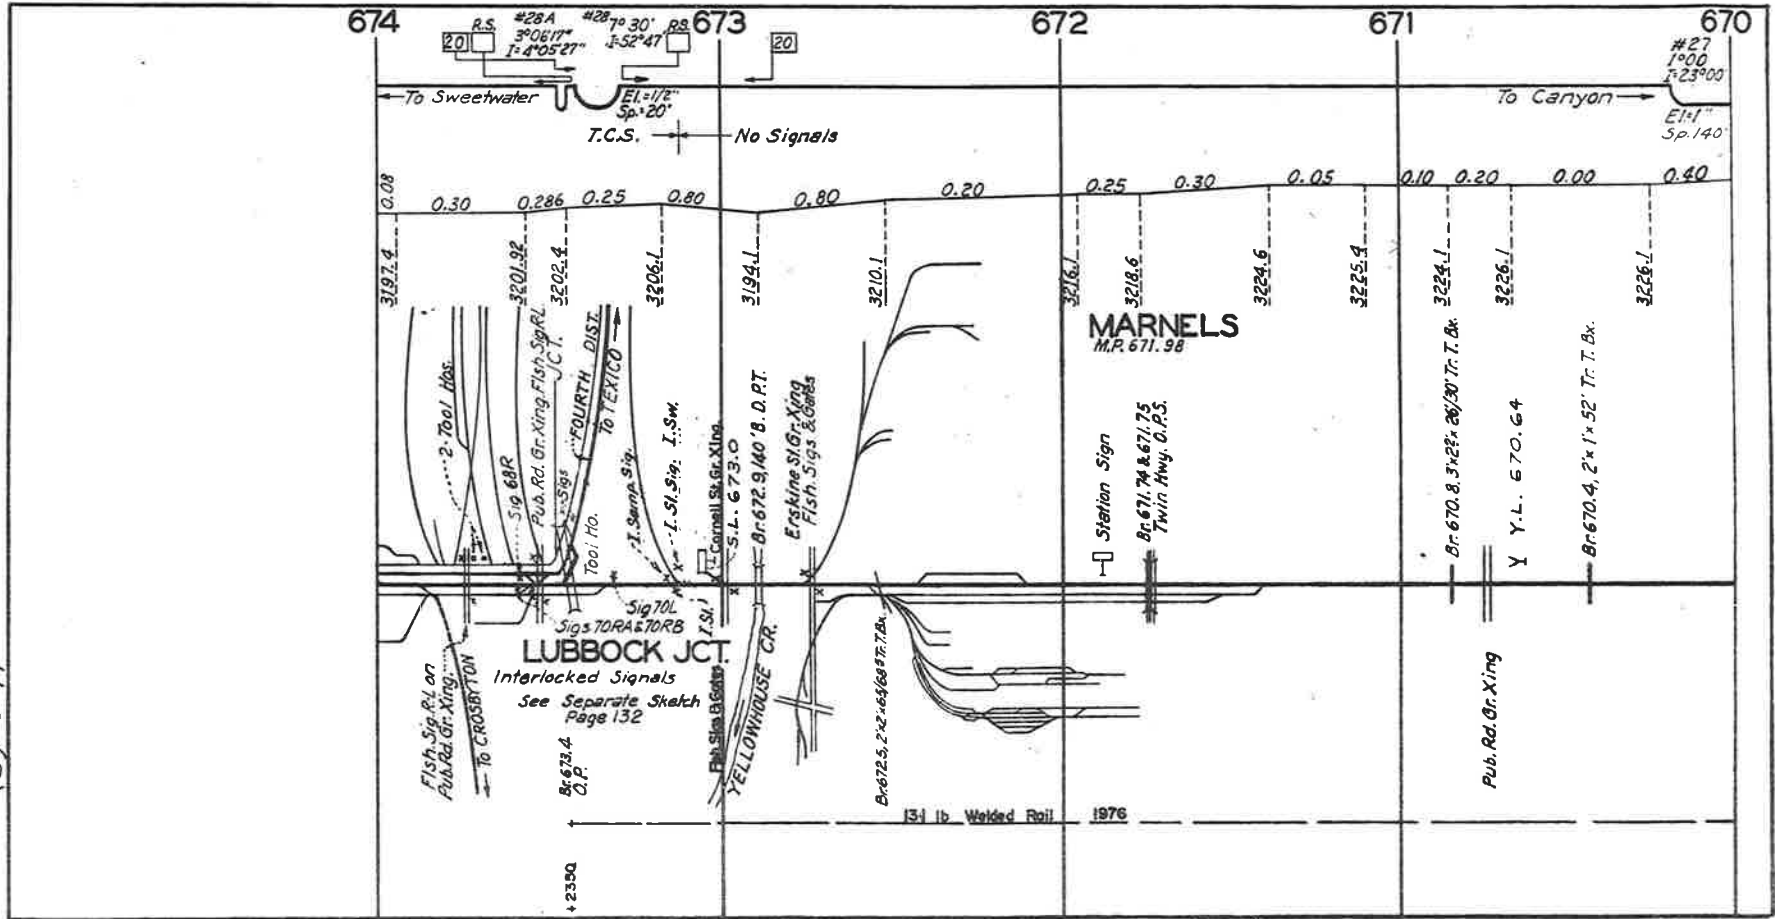 674
673
672
671
670
R.S.
#28A
3°06'17"
I=4°05'27"
#28
7°30'
I=52°47'
R.S.
20
20
#27
1°00
I=23°00'
To Sweetwater
El.=1/2"
Sp.=20'
To Canyon
El=1"
Sp.140'
T.C.S.
No Signals
0.08
0.30
0.286
0.25
0.80
0.80
0.20
0.25
0.30
0.05
0.10
0.20
0.00
0.40
3197.4
3201.92
3202.4
3206.1
3194.1
3210.1
3216.1
3218.6
3224.6
3225.4
3224.1
3226.1
3226.1
2-Tool Hos.
Sig 68R
Pub. Rd. Gr. Xing. Flsh Sig R-L
JCT.
Sigs
FOURTH DIST.
To TEXICO
Tool Ho.
I. Semp. Sig.
I. Sl. Sig. I. Sw.
Cornell St. Gr. Xing.
S.L. 673.0
Br. 672.9, 140' B. D. P.T.
Erskine St. Gr. Xing
Flsh. Sigs & Gates
MARNELS
M.P. 671.98
Station Sign
Br. 671.74 & 671.75
Twin Hwy. O.P.S.
Br. 670.8, 3'x22'x 26/30' Tr. T. Bx.
Y Y.L. 670.64
Br. 670.4, 2'x 1'x 52' Tr. T. Bx.
Sig 70L
Sigs 70RA & 70RB
I. Sl.
LUBBOCK JCT.
Interlocked Signals
See Separate Sketch
Page 132
Flsh. Sig. R-L on
Pub. Rd. Gr. Xing.
To CROSBYTON
Br. 673.4
O.P.
Flsh. Sigs & Gates
YELLOWHOUSE CR.
Pub. Rd. Gr. Xing
131 lb Welded Rail 1976
+2350